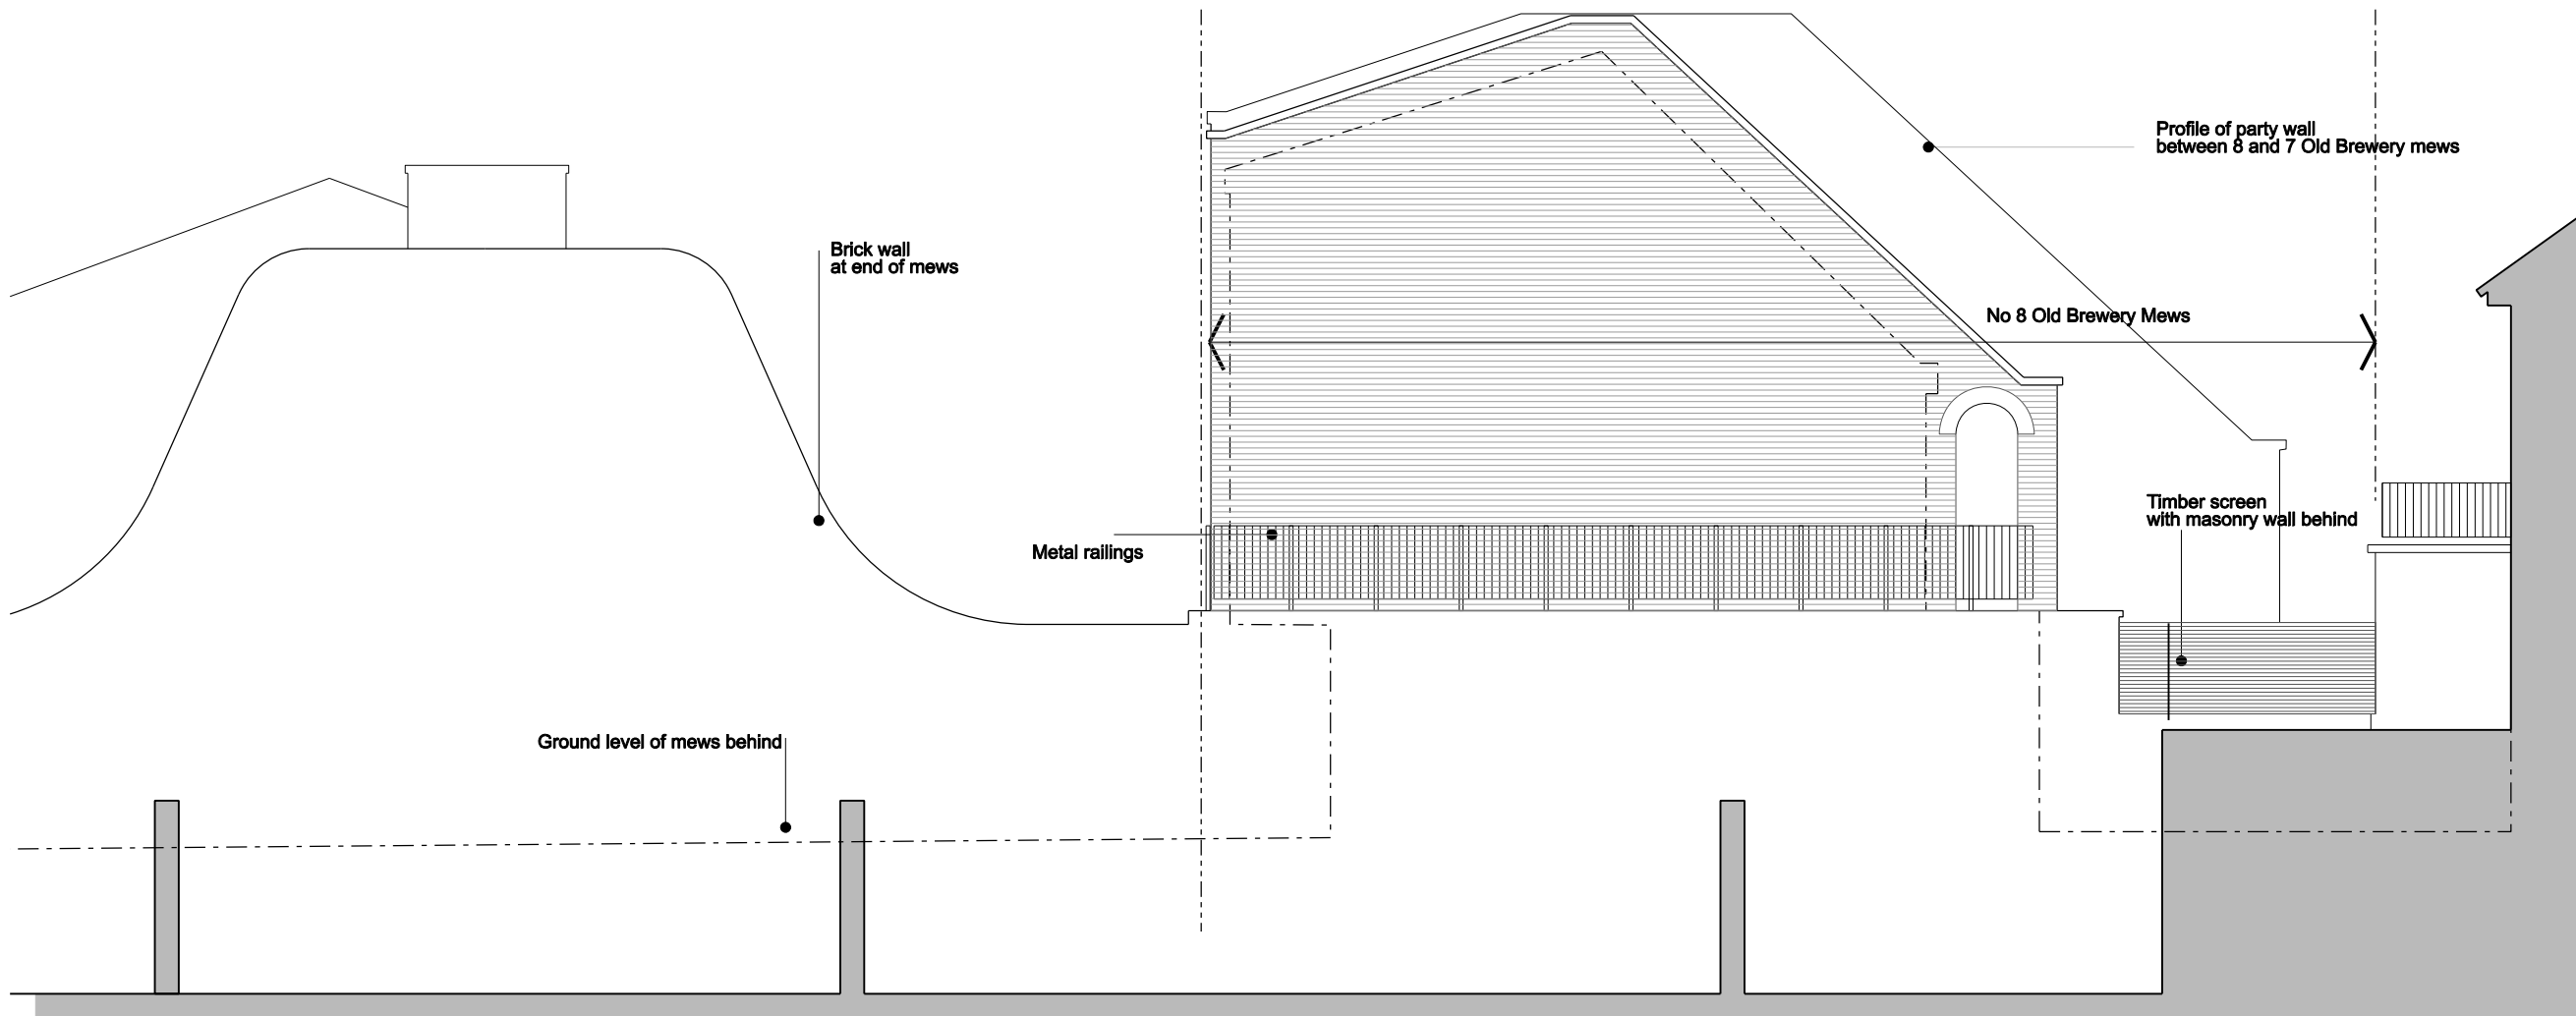 Profile of party wall
between 8 and 7 Old Brewery mews
Brick wall
at end of mews
No 8 Old Brewery Mews
Timber screen
with masonry wall behind
Metal railings
Ground level of mews behind